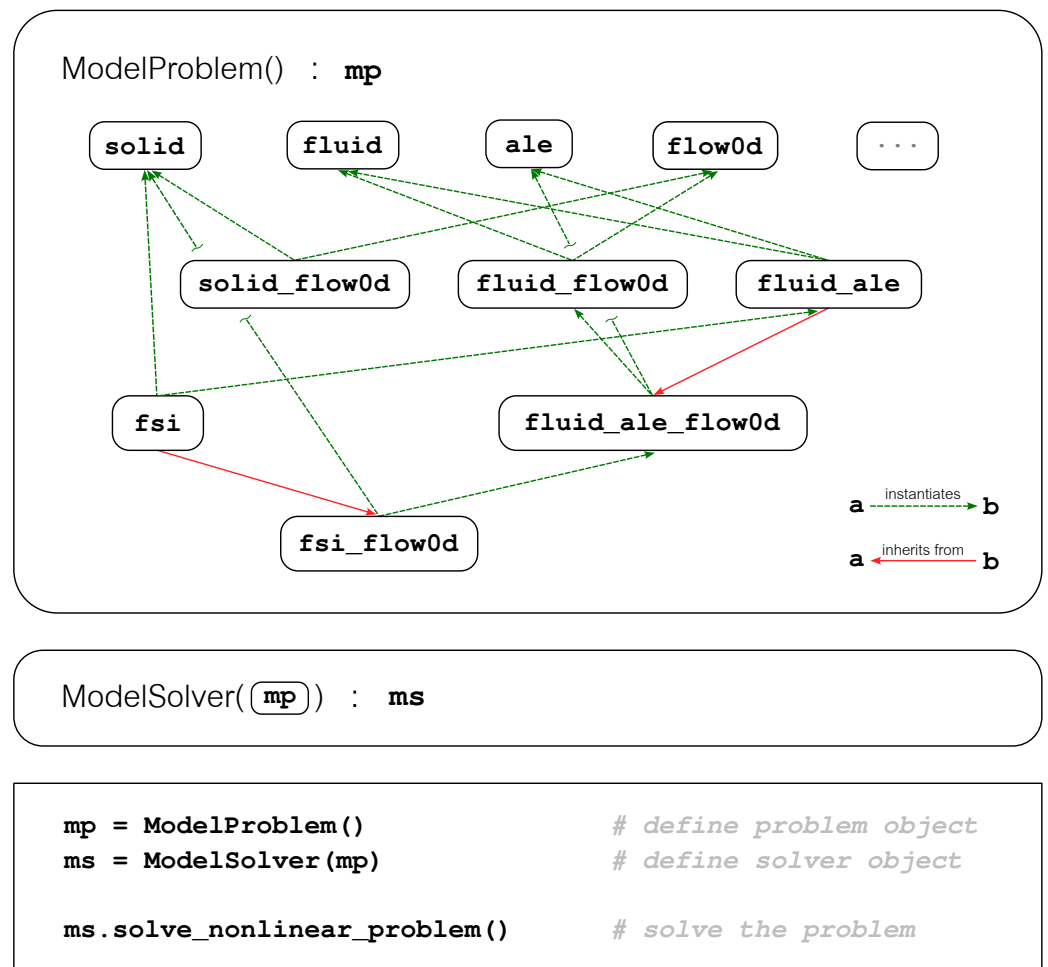 ModelProblem() : mp
solid fluid ale flow0d ...
solid_flow0d fluid_flow0d fluid_ale
fsi fluid_ale_flow0d
a instantiates b
fsi_flow0d
a inherits from b
ModelSolver( mp ) : ms
mp = ModelProblem() # define problem object
ms = ModelSolver(mp) # define solver object
ms.solve_nonlinear_problem() # solve the problem